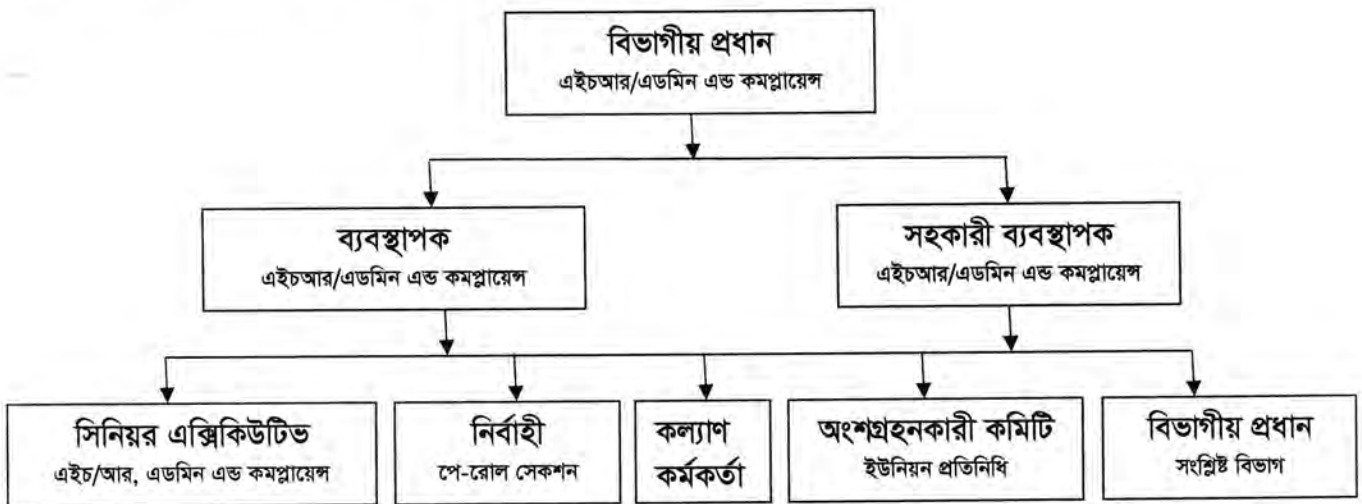 বিভাগীয় প্রধান
এইচআর/এডমিন এন্ড কমপ্লায়েন্স
ব্যবস্থাপক
এইচআর/এডমিন এন্ড কমপ্লায়েন্স
সহকারী ব্যবস্থাপক
এইচআর/এডমিন এন্ড কমপ্লায়েন্স
সিনিয়র এক্সিকিউটিভ
এইচ/আর, এডমিন এন্ড কমপ্লায়েন্স
নির্বাহী
পে-রোল সেকশন
কল্যাণ
কর্মকর্তা
অংশগ্রহনকারী কমিটি
ইউনিয়ন প্রতিনিধি
বিভাগীয় প্রধান
সংশ্লিষ্ট বিভাগ